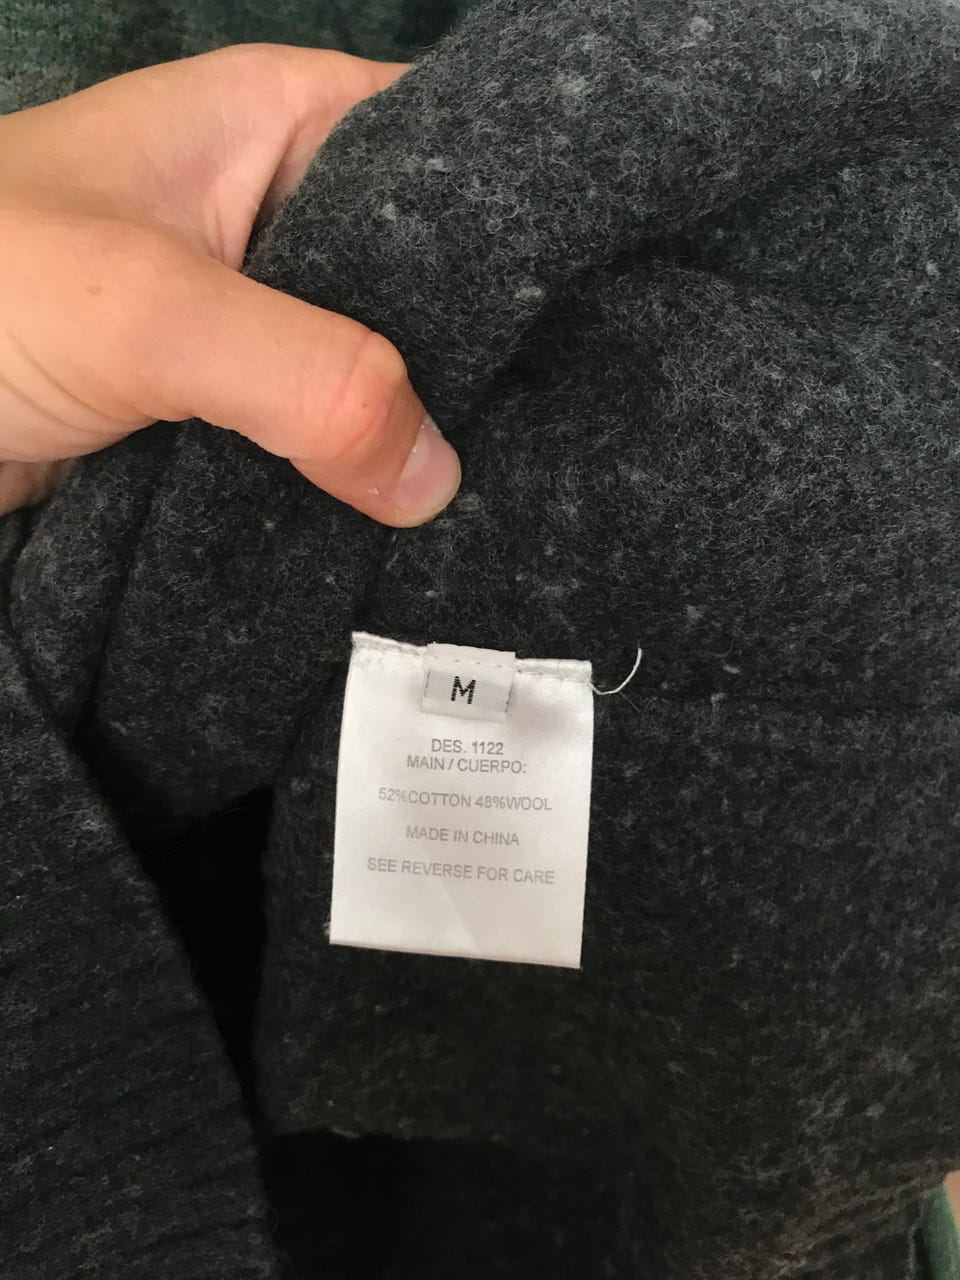 M
DES. 1122
MAIN / CUERPO:
52%COTTON 48%WOOL
MADE IN CHINA
SEE REVERSE FOR CARE